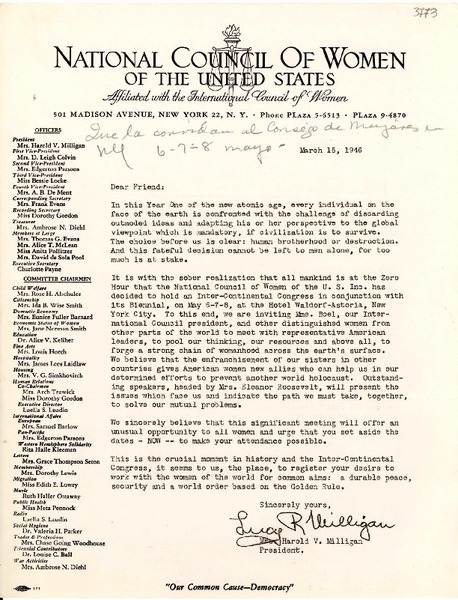 3773
NATIONAL COUNCIL OF WOMEN
OF THE UNITED STATES
Affiliated with the International Council of Women
501 MADISON AVENUE, NEW YORK 22, N. Y. · Phone PLAZA 5-6513 · PLAZA 9-4870
Que la convidan al Consejo de Mujeres en
NY 6-7-8 mayo-
March 15, 1946
OFFICERS
President
Mrs. Harold V. Milligan
First Vice-President
Mrs. D. Leigh Colvin
Second Vice-President
Mrs. Edgerton Parsons
Third Vice-President
Miss Bessie Locke
Fourth Vice-President
Mrs. A. B. De Ment
Corresponding Secretary
Mrs. Frank Evans
Recording Secretary
Miss Dorothy Gordon
Treasurer
Mrs. Ambrose N. Diehl
Members at Large
Mrs. Thomas G. Evans
Mrs. Alice T. McLean
Miss Anita Pollitzer
Mrs. David de Sola Pool
Executive Secretary
Charlotte Payne
COMMITTEE CHAIRMEN
Child Welfare
Mrs. Rose H. Alschuler
Citizenship
Mrs. Ida B. Wise Smith
Domestic Economy
Mrs. Eunice Fuller Barnard
Economic Status of Women
Mrs. Jane Norman Smith
Education
Dr. Alice V. Keliher
Fine Arts
Mrs. Louis Horch
Hospitality
Mrs. James Lees Laidlaw
Housing
Mrs. V. G. Simkhovitch
Human Relations
Co-Chairmen
Mrs. Arch Trawick
Miss Dorothy Gordon
Executive Director
Luella S. Laudin
International Affairs
European
Mrs. Samuel Barlow
Pan-Pacific
Mrs. Edgerton Parsons
Western Hemisphere Solidarity
Rita Halle Kleeman
Letters
Mrs. Grace Thompson Seton
Membership
Mrs. Dorothy Lewis
Migration
Miss Edith E. Lowry
Music
Ruth Haller Ottaway
Public Health
Miss Meta Pennock
Radio
Luella S. Laudin
Social Hygiene
Dr. Valeria H. Parker
Trades & Professions
Mrs. Chase Going Woodhouse
Triennial Contributors
Dr. Louise C. Ball
War Activities
Mrs. Ambrose N. Diehl
Dear Friend:
In this Year One of the new atomic age, every individual on the
face of the earth is confronted with the challenge of discarding
outmoded ideas and adapting his or her perspective to the global
viewpoint which is mandatory, if civilization is to survive.
The choice before us is clear: human brotherhood or destruction.
And this fateful decision cannot be left to men alone, for too
much is at stake.
It is with the sober realization that all mankind is at the Zero
Hour that the National Council of Women of the U. S. Inc. has
decided to hold an Inter-Continental Congress in conjunction with
its Biennial, on May 6-7-8, at the Hotel Waldorf-Astoria, New
York City. To this end, we are inviting Mme. Boel, our Inter-
national Council president, and other distinguished women from
other parts of the world to meet with representative American
leaders, to pool our thinking, our resources and above all, to
forge a strong chain of womanhood across the earth's surface.
We believe that the enfranchisement of our sisters in other
countries gives American women new allies who can help us in our
determined efforts to prevent another world holocaust. Outstand-
ing speakers, headed by Mrs. Eleanor Roosevelt, will present the
issues which face us and indicate the path we must take, together,
to solve our mutual problems.
We sincerely believe that this significant meeting will offer an
unusual opportunity to all women and urge that you set aside the
dates - NOW -- to make your attendance possible.
This is the crucial moment in history and the Inter-Continental
Congress, it seems to us, the place, to register your desires to
work with the women of the world for common aims: a durable peace,
security and a world order based on the Golden Rule.
Sincerely yours,
Lucy R Milligan
Mrs. Harold V. Milligan
President.
"Our Common Cause—Democracy"